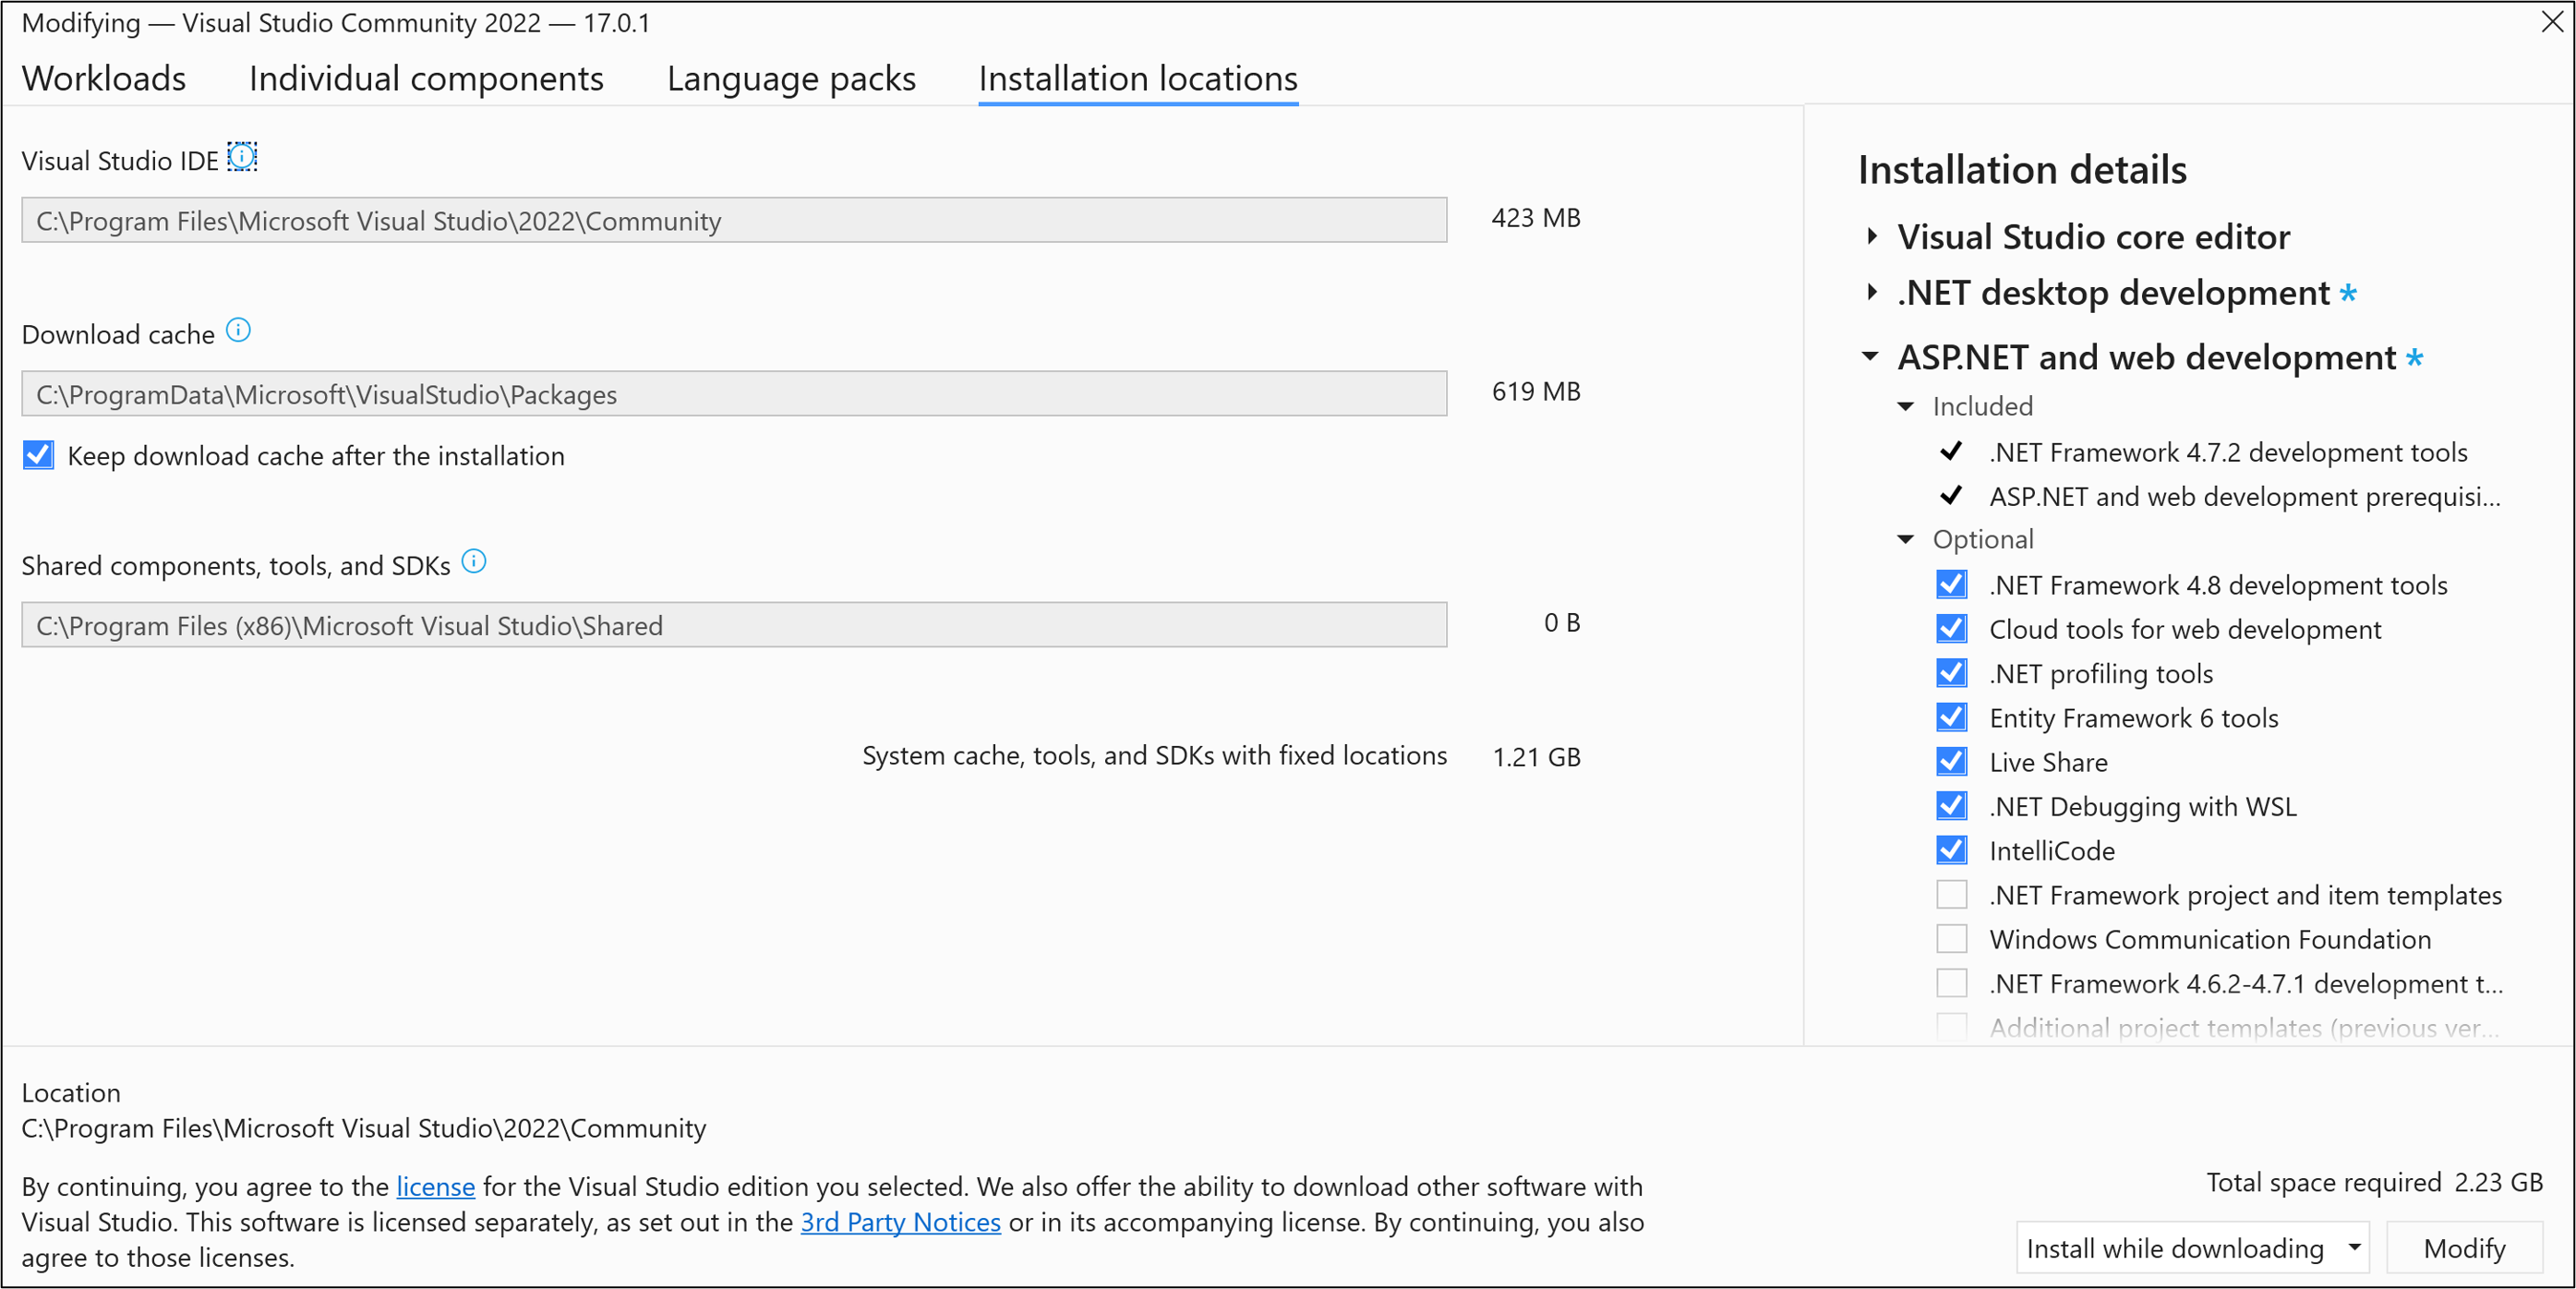 Modifying — Visual Studio Community 2022 — 17.0.1
Workloads
Individual components
Language packs
Installation locations
Visual Studio IDE
C:\Program Files\Microsoft Visual Studio\2022\Community
423 MB
Download cache
C:\ProgramData\Microsoft\VisualStudio\Packages
619 MB
Keep download cache after the installation
Shared components, tools, and SDKs
C:\Program Files (x86)\Microsoft Visual Studio\Shared
0 B
System cache, tools, and SDKs with fixed locations
1.21 GB
Installation details
Visual Studio core editor
.NET desktop development *
ASP.NET and web development *
Included
.NET Framework 4.7.2 development tools
ASP.NET and web development prerequisi...
Optional
.NET Framework 4.8 development tools
Cloud tools for web development
.NET profiling tools
Entity Framework 6 tools
Live Share
.NET Debugging with WSL
IntelliCode
.NET Framework project and item templates
Windows Communication Foundation
.NET Framework 4.6.2-4.7.1 development t...
Additional project templates (previous ver...
Location
C:\Program Files\Microsoft Visual Studio\2022\Community
By continuing, you agree to the license for the Visual Studio edition you selected. We also offer the ability to download other software with
Visual Studio. This software is licensed separately, as set out in the 3rd Party Notices or in its accompanying license. By continuing, you also
agree to those licenses.
Total space required 2.23 GB
Install while downloading
Modify